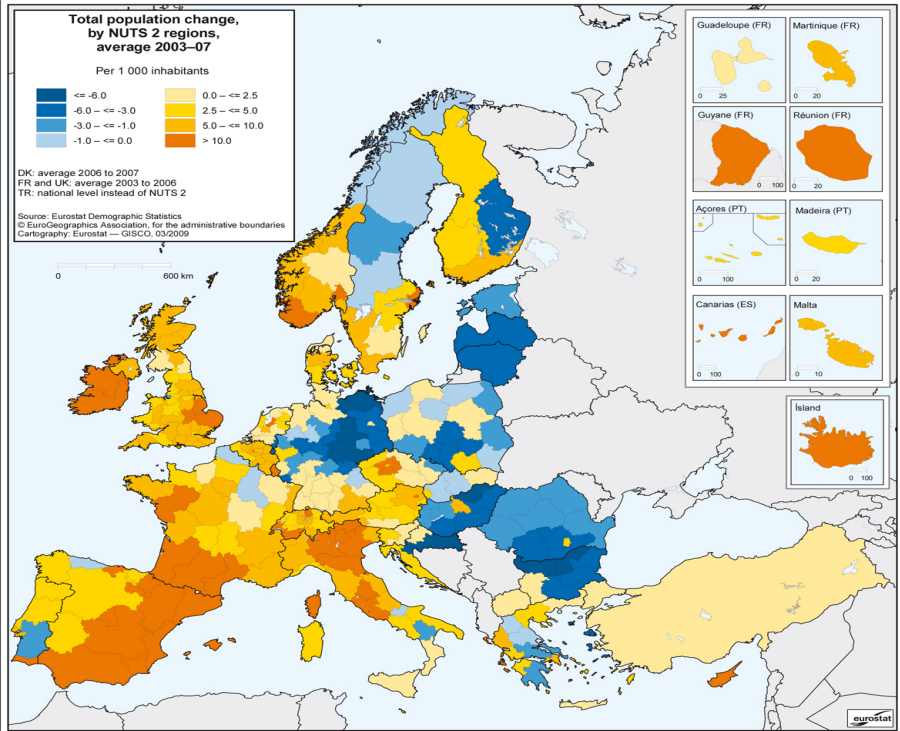 Total population change,
by NUTS 2 regions,
average 2003–07
Per 1 000 inhabitants
<= -6.0
-6.0 – <= -3.0
-3.0 – <= -1.0
-1.0 – <= 0.0
0.0 – <= 2.5
2.5 – <= 5.0
5.0 – <= 10.0
> 10.0
DK: average 2006 to 2007
FR and UK: average 2003 to 2006
TR: national level instead of NUTS 2
Source: Eurostat Demographic Statistics
© EuroGeographics Association, for the administrative boundaries
Cartography: Eurostat — GISCO, 03/2009
0 600 km
Guadeloupe (FR)
0 25
Martinique (FR)
0 20
Guyane (FR)
0 100
Réunion (FR)
0 20
Açores (PT)
0 100
Madeira (PT)
0 20
Canarias (ES)
0 100
Malta
0 10
Ísland
0 100
eurostat